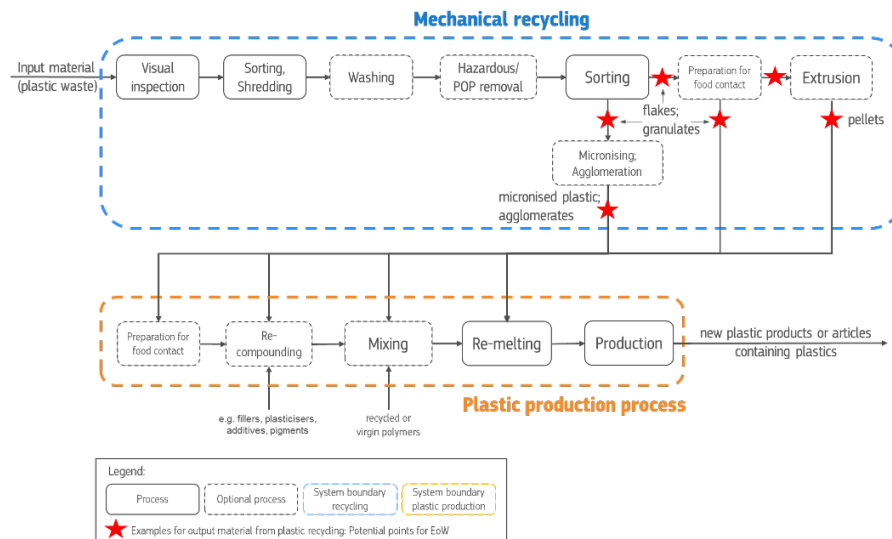 Mechanical recycling
Input material
(plastic waste)
Visual
inspection
Sorting,
Shredding
Washing
Hazardous/
POP removal
Sorting
Preparation for
food contact
Extrusion
flakes;
granulates
pellets
Micronising;
Agglomeration
micronised plastic;
agglomerates
Preparation for
food contact
Re-
compounding
Mixing
Re-melting
Production
new plastic products or articles
containing plastics
e.g. fillers, plasticisers,
additives, pigments
recycled or
virgin polymers
Plastic production process
Legend:
Process
Optional process
System boundary
recycling
System boundary
plastic production
Examples for output material from plastic recycling: Potential points for EoW